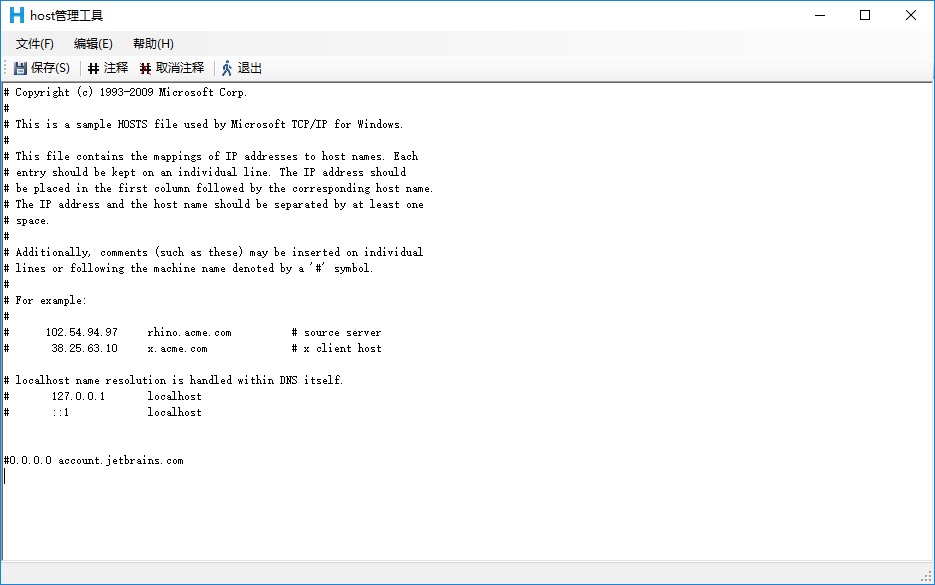 host管理工具
文件(F) 编辑(E) 帮助(H)
保存(S) 注释 取消注释 退出
# Copyright (c) 1993-2009 Microsoft Corp.
#
# This is a sample HOSTS file used by Microsoft TCP/IP for Windows.
#
# This file contains the mappings of IP addresses to host names. Each
# entry should be kept on an individual line. The IP address should
# be placed in the first column followed by the corresponding host name.
# The IP address and the host name should be separated by at least one
# space.
#
# Additionally, comments (such as these) may be inserted on individual
# lines or following the machine name denoted by a '#' symbol.
#
# For example:
#
#      102.54.94.97     rhino.acme.com          # source server
#       38.25.63.10     x.acme.com              # x client host
# localhost name resolution is handled within DNS itself.
#       127.0.0.1       localhost
#       ::1             localhost
#0.0.0.0 account.jetbrains.com